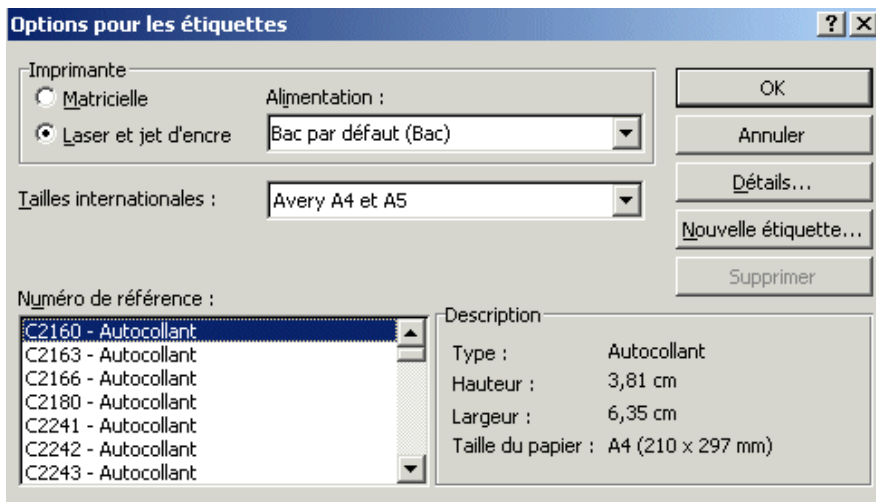 Options pour les étiquettes
Imprimante
Matricielle
Laser et jet d'encre
Alimentation :
Bac par défaut (Bac)
Tailles internationales :
Avery A4 et A5
OK
Annuler
Détails...
Nouvelle étiquette...
Supprimer
Numéro de référence :
C2160 - Autocollant
C2163 - Autocollant
C2166 - Autocollant
C2180 - Autocollant
C2241 - Autocollant
C2242 - Autocollant
C2243 - Autocollant
Description
Type : Autocollant
Hauteur : 3,81 cm
Largeur : 6,35 cm
Taille du papier : A4 (210 x 297 mm)